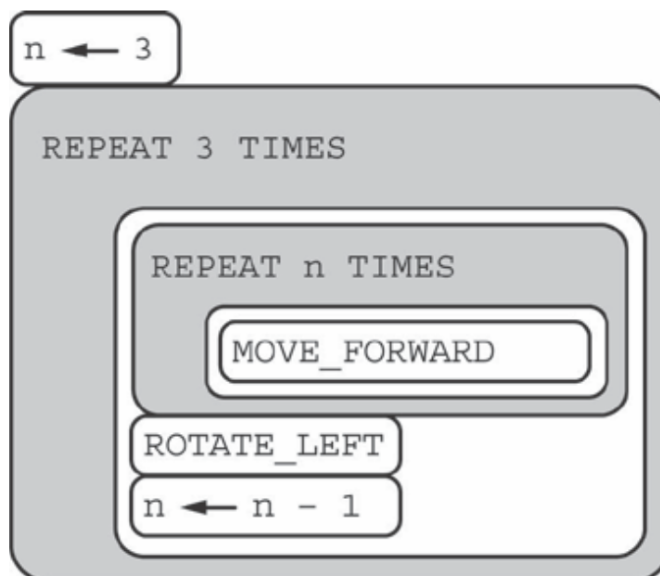 n ← 3
REPEAT 3 TIMES
REPEAT n TIMES
MOVE_FORWARD
ROTATE_LEFT
n ← n - 1